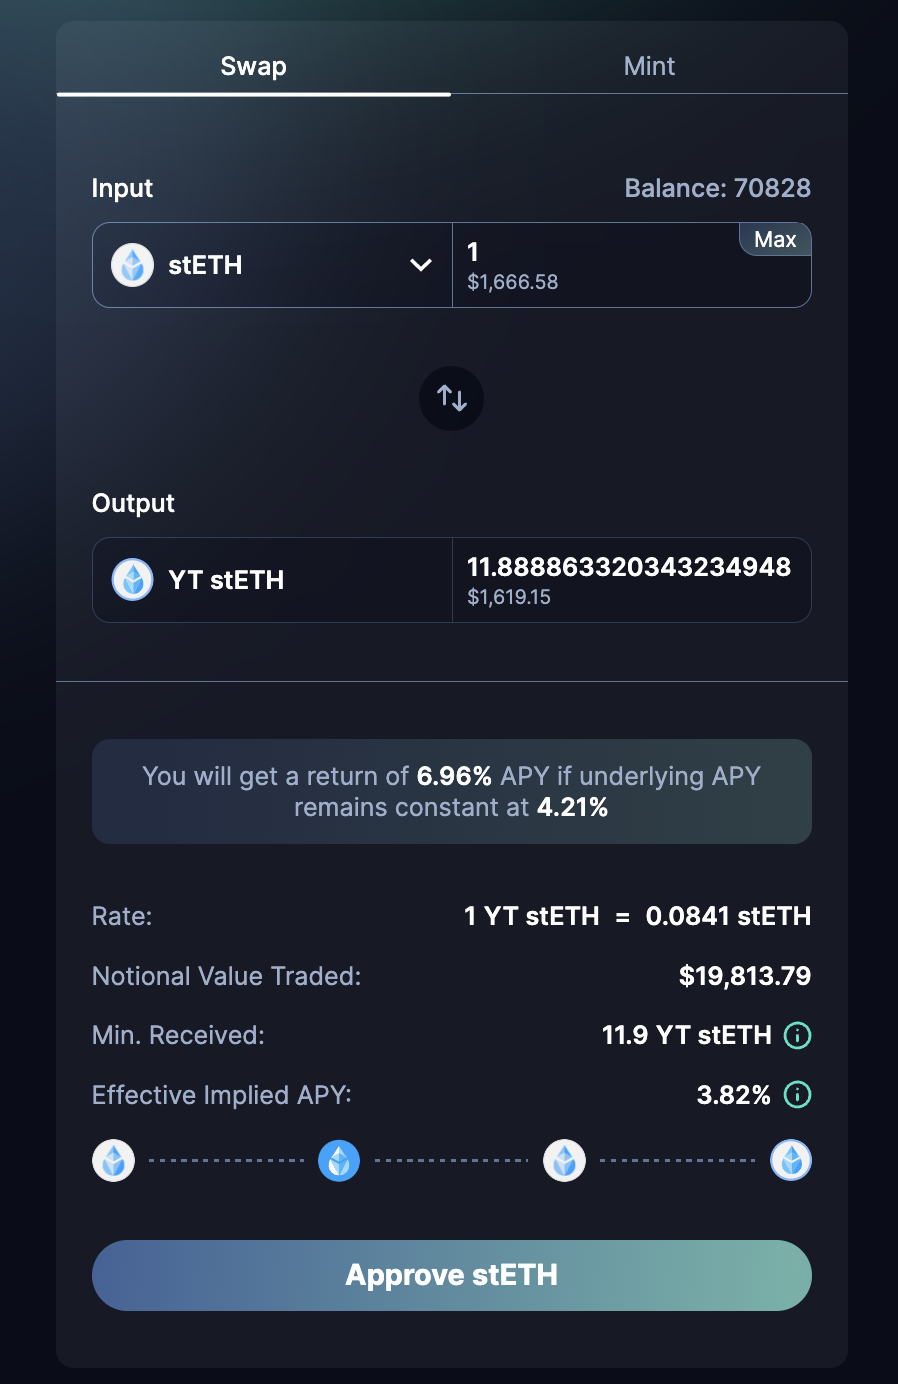 Swap Mint
Input Balance: 70828
stETH 1 Max
$1,666.58
Output
YT stETH 11.888863320343234948
$1,619.15
You will get a return of 6.96% APY if underlying APY
remains constant at 4.21%
Rate: 1 YT stETH = 0.0841 stETH
Notional Value Traded: $19,813.79
Min. Received: 11.9 YT stETH
Effective Implied APY: 3.82%
Approve stETH